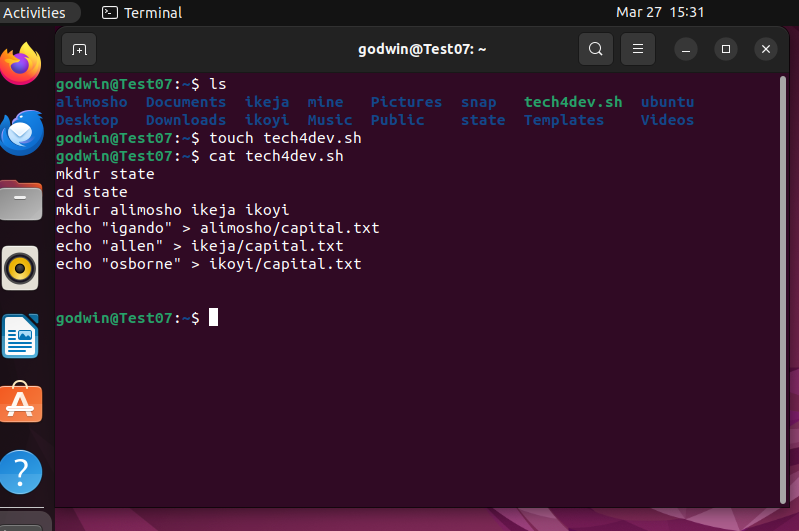 Activities Terminal Mar 27 15:31
godwin@Test07: ~
godwin@Test07:~$ ls
alimosho Documents ikeja mine Pictures snap tech4dev.sh ubuntu
Desktop Downloads ikoyi Music Public state Templates Videos
godwin@Test07:~$ touch tech4dev.sh
godwin@Test07:~$ cat tech4dev.sh
mkdir state
cd state
mkdir alimosho ikeja ikoyi
echo "igando" > alimosho/capital.txt
echo "allen" > ikeja/capital.txt
echo "osborne" > ikoyi/capital.txt
godwin@Test07:~$